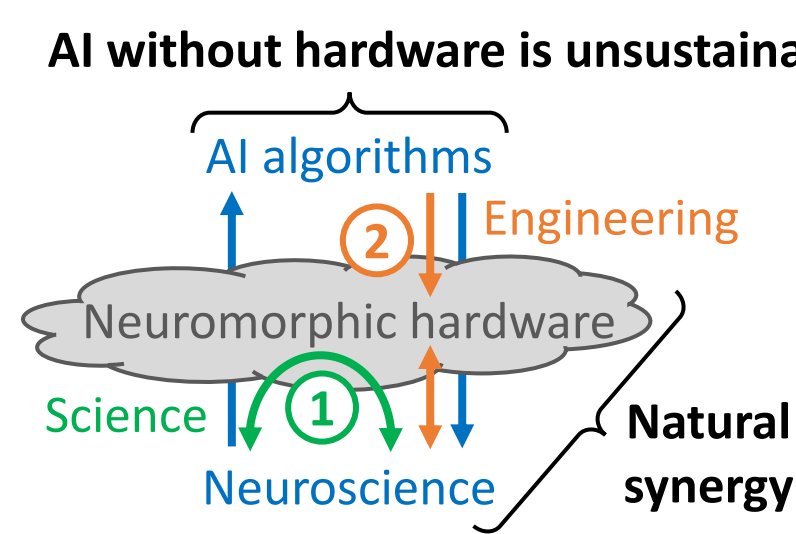 AI without hardware is unsustaina
AI algorithms
Engineering
2
Neuromorphic hardware
Science
1
Natural
synergy
Neuroscience